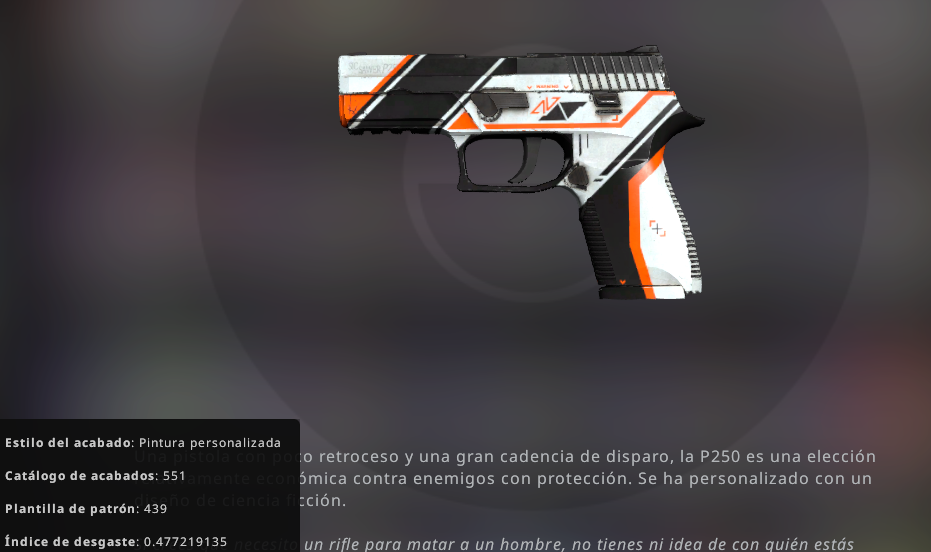 WARNING
Estilo del acabado: Pintura personalizada
Catálogo de acabados: 551
Plantilla de patrón: 439
Índice de desgaste: 0.477219135
Una pistola con poco retroceso y una gran cadencia de disparo, la P250 es una elección
económica contra enemigos con protección. Se ha personalizado con un
diseño de ciencia ficción.
necesito un rifle para matar a un hombre, no tienes ni idea de con quién estás